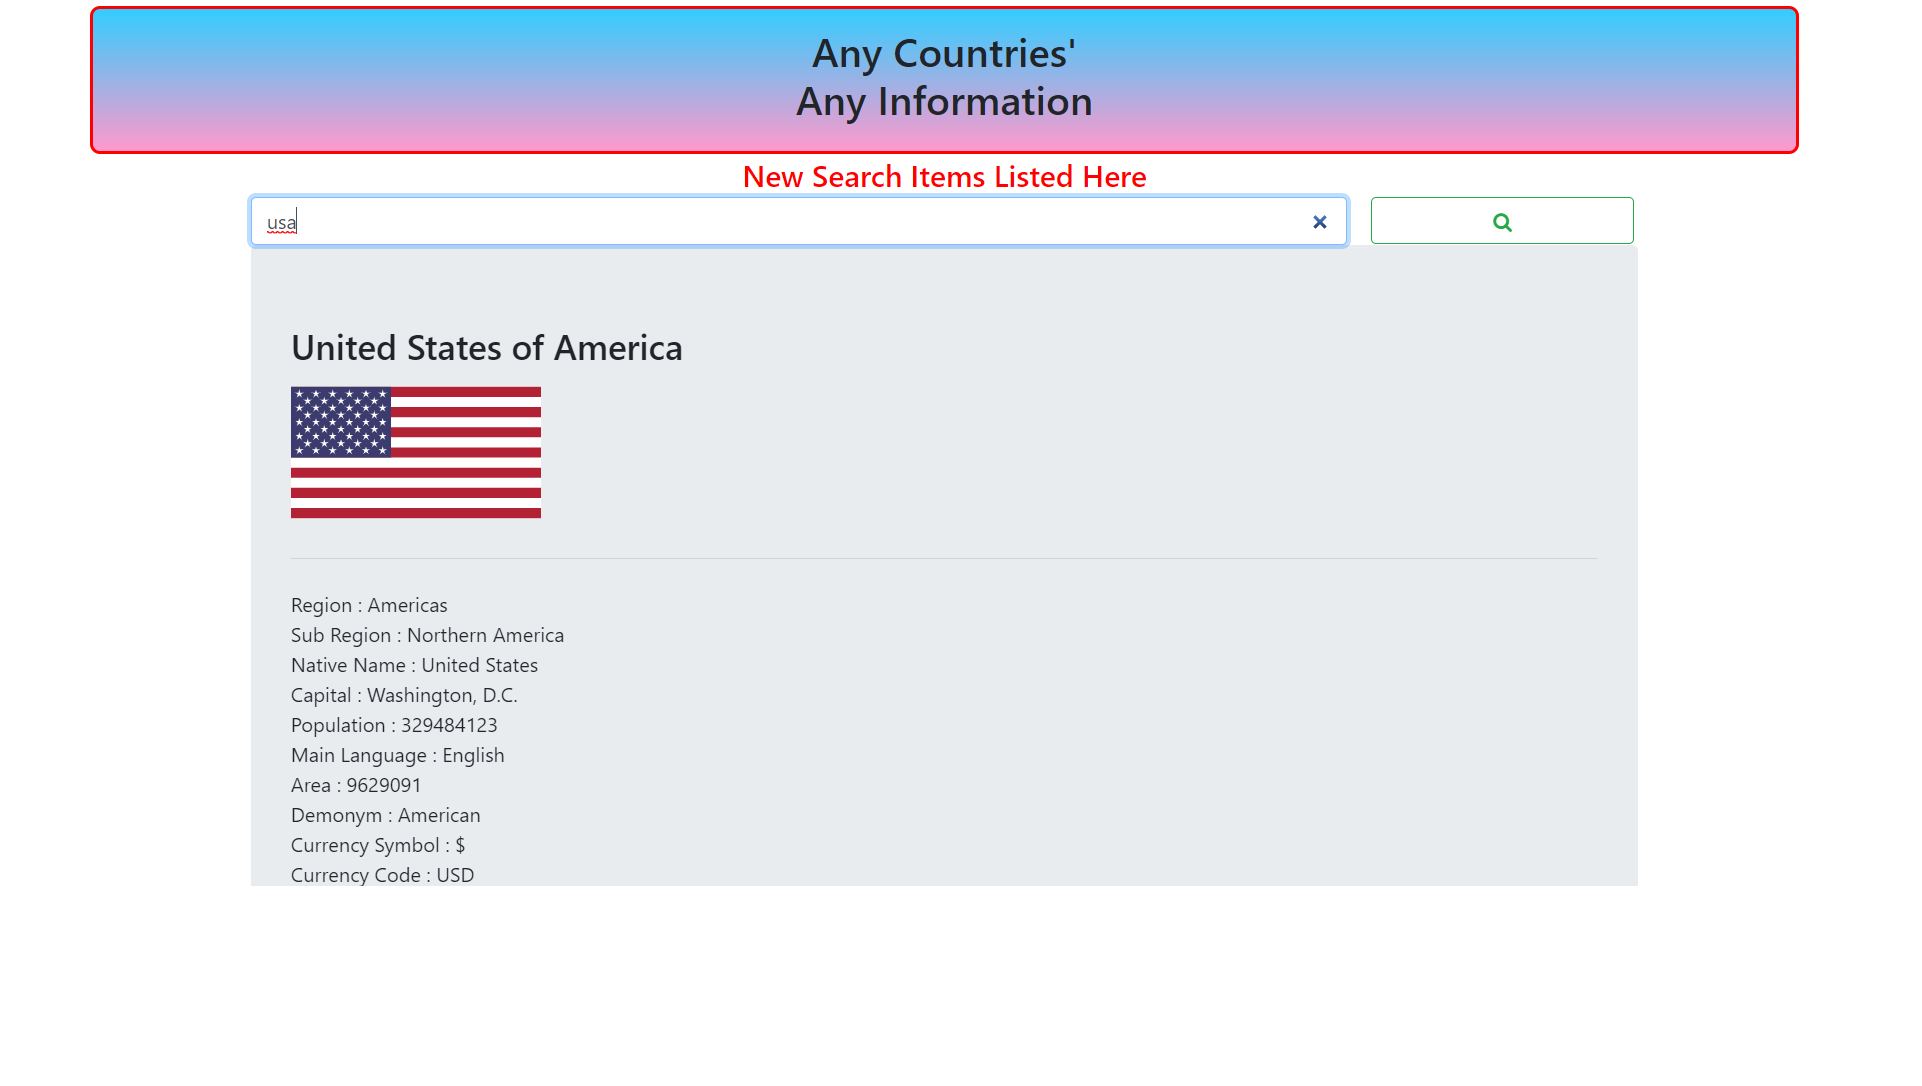 Any Countries'
Any Information
New Search Items Listed Here
usa
United States of America
Region : Americas
Sub Region : Northern America
Native Name : United States
Capital : Washington, D.C.
Population : 329484123
Main Language : English
Area : 9629091
Demonym : American
Currency Symbol : $
Currency Code : USD